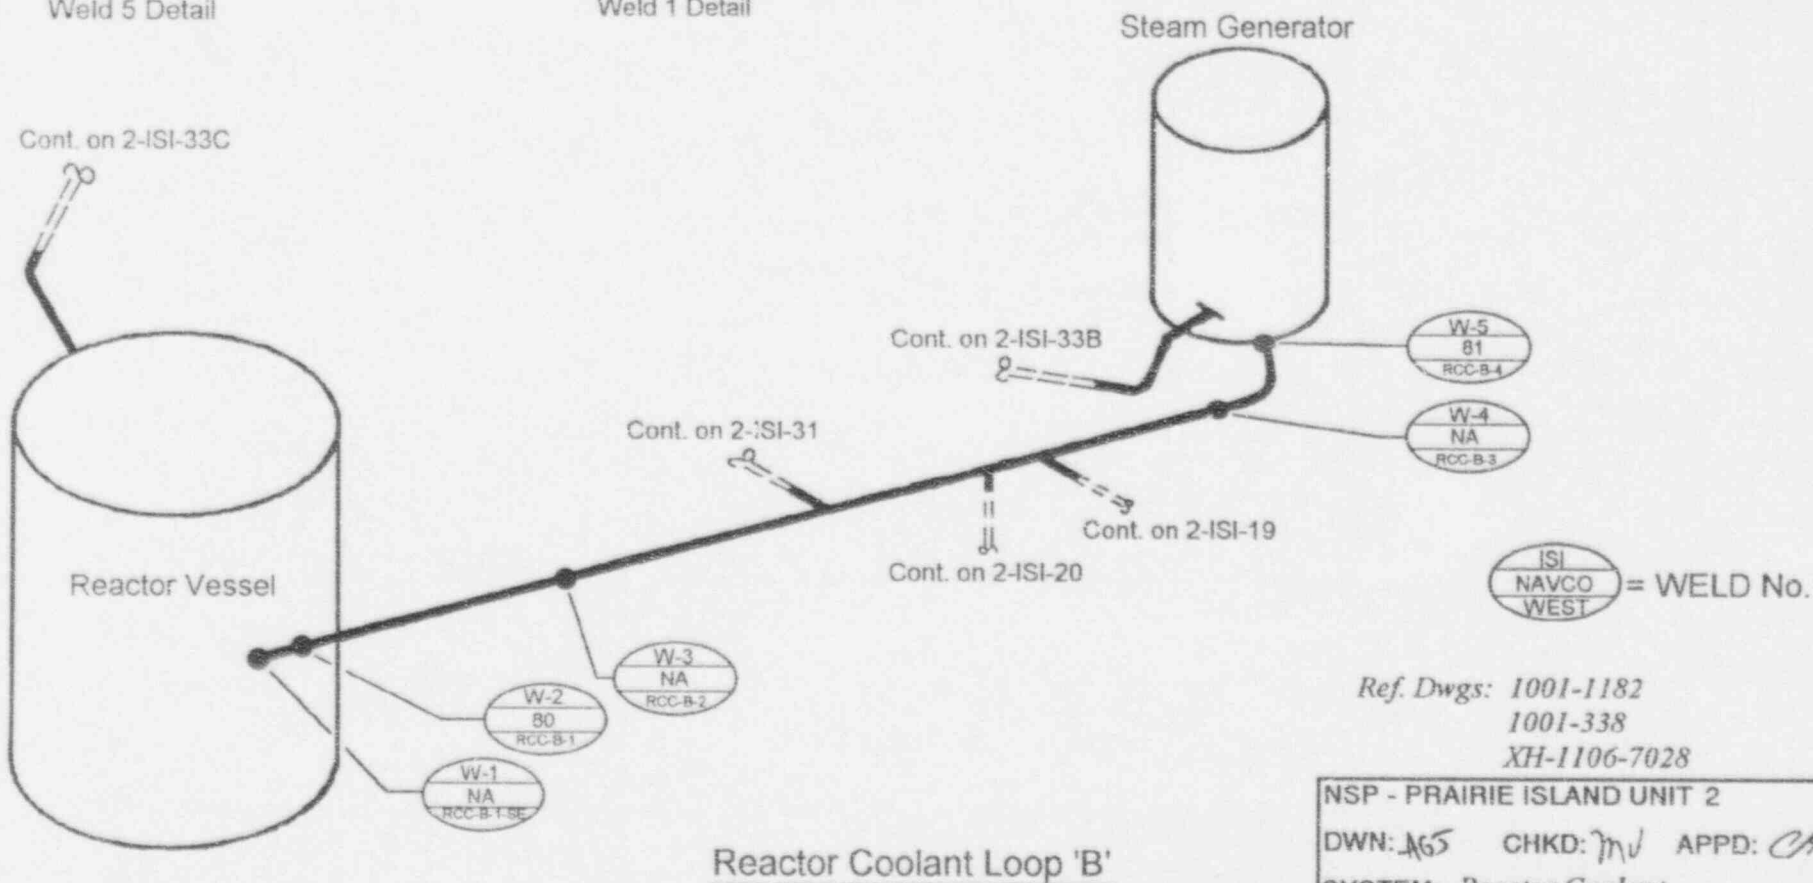 Weld 5 Detail
Weld 1 Detail
Steam Generator
Cont. on 2-ISI-33C
Cont. on 2-ISI-33B
W-5
81
RCC-B-4
W-4
NA
RCC-B-3
Cont. on 2-ISI-31
Cont. on 2-ISI-19
Cont. on 2-ISI-20
ISI
NAVCO
WEST
= WELD No.
Reactor Vessel
W-3
NA
RCC-B-2
W-2
80
RCC-B-1
W-1
NA
RCC-B-1-SE
Ref. Dwgs: 1001-1182
1001-338
XH-1106-7028
NSP - PRAIRIE ISLAND UNIT 2
DWN: CHKD: APPD:
Reactor Coolant Loop 'B'
SYSTEM: Reactor Coolant